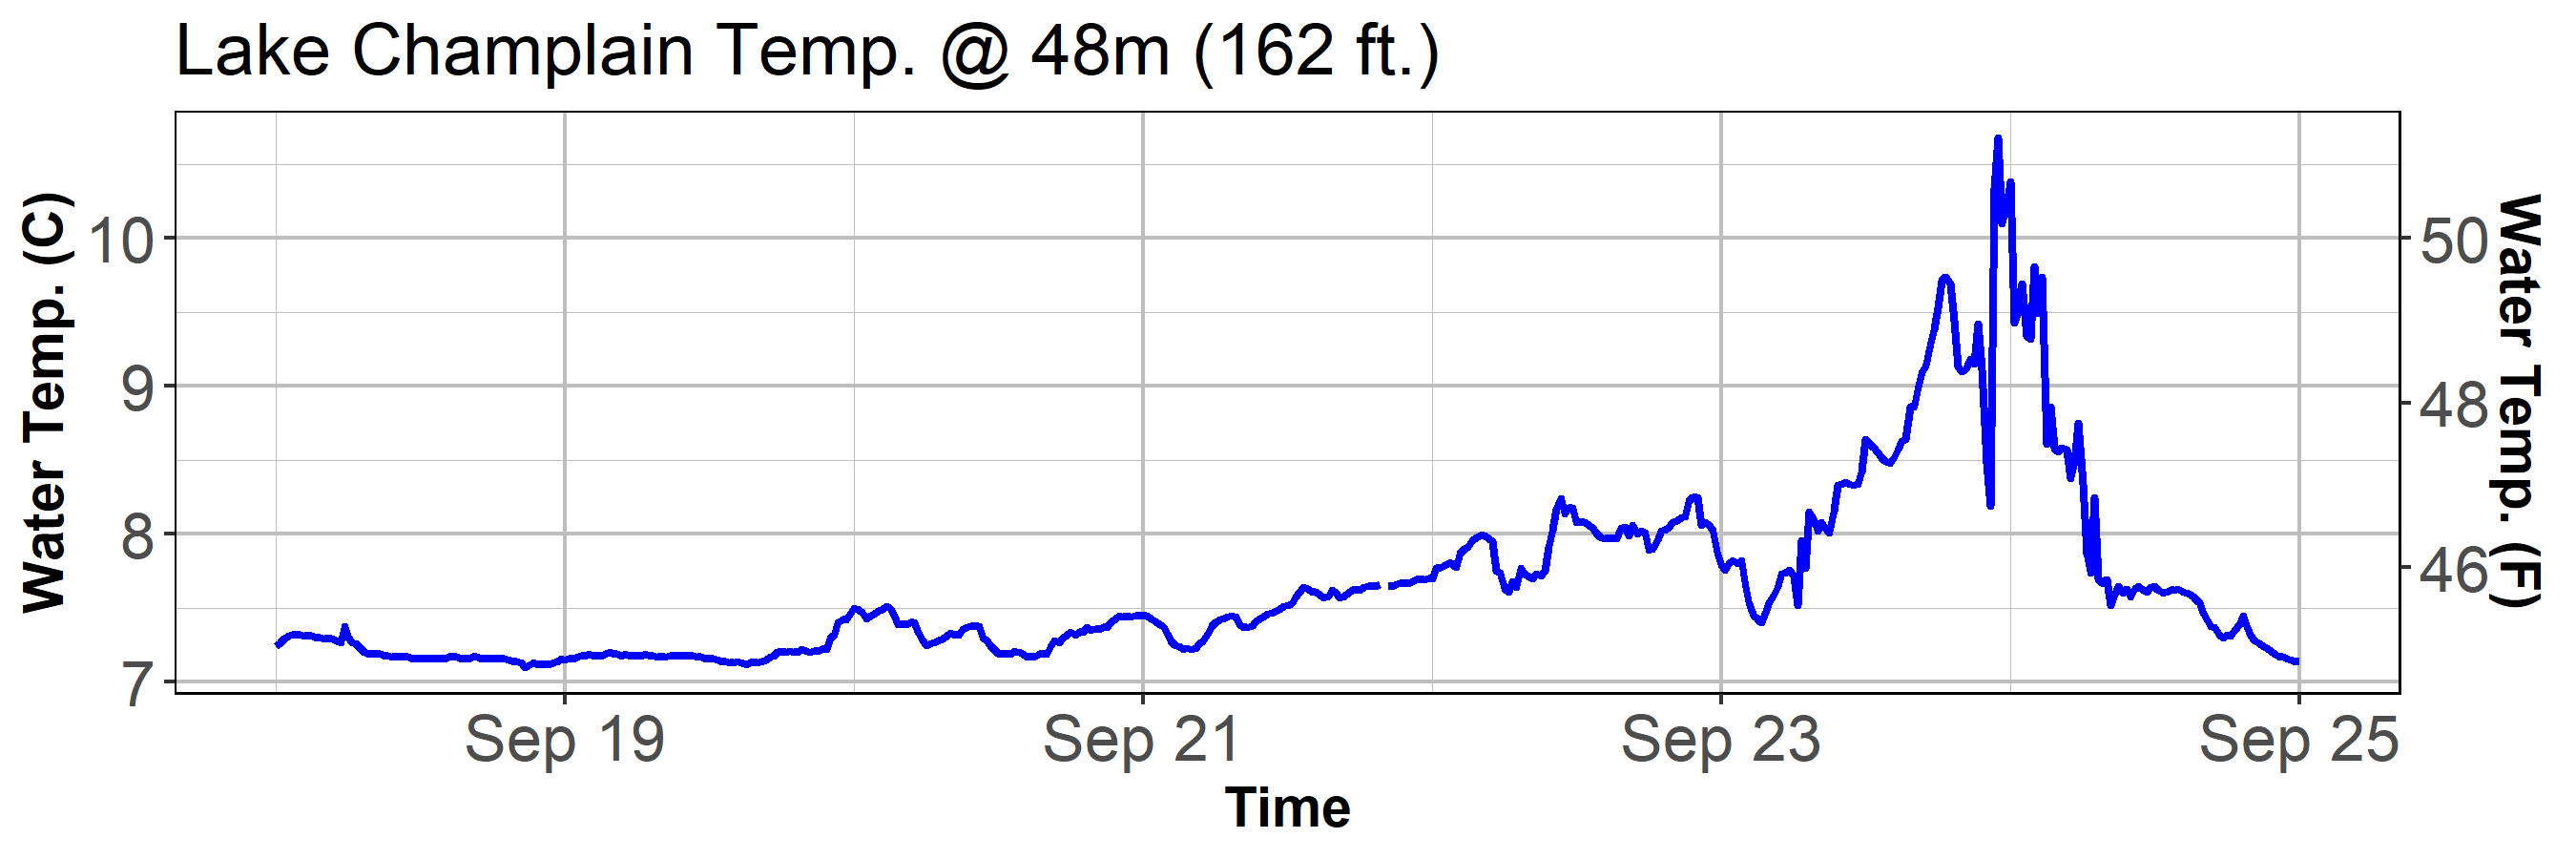 Lake Champlain Temp. @ 48m (162 ft.)
Water Temp. (C)
10
9
8
7
50
48
46
Water Temp. (F)
Sep 19
Sep 21
Sep 23
Sep 25
Time